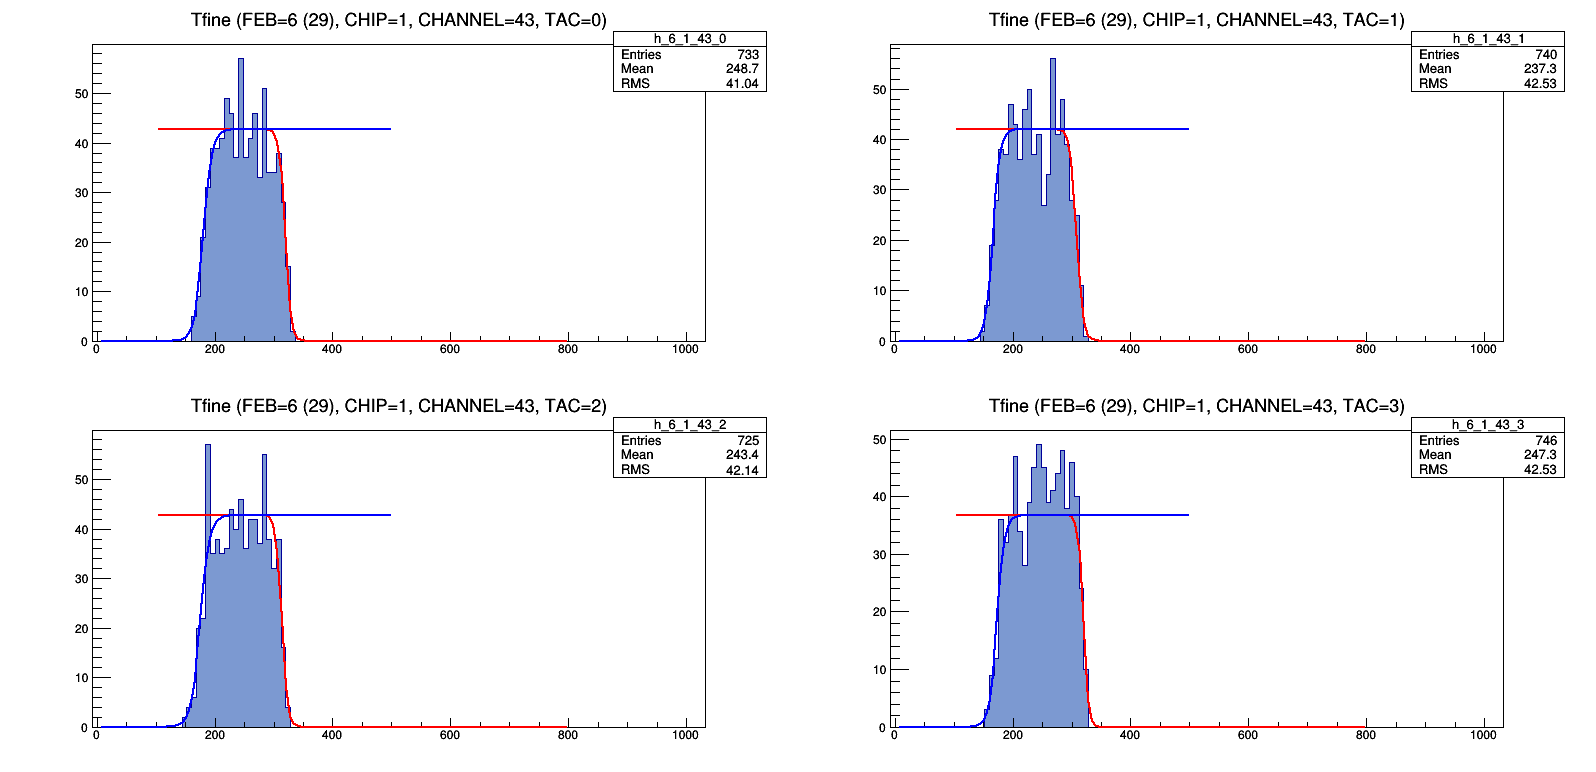 Tfine (FEB=6 (29), CHIP=1, CHANNEL=43, TAC=0)
h_6_1_43_0
Entries 733
Mean 248.7
RMS 41.04
50
40
30
20
10
0
0 200 400 600 800 1000
Tfine (FEB=6 (29), CHIP=1, CHANNEL=43, TAC=1)
h_6_1_43_1
Entries 740
Mean 237.3
RMS 42.53
50
40
30
20
10
0
0 200 400 600 800 1000
Tfine (FEB=6 (29), CHIP=1, CHANNEL=43, TAC=2)
h_6_1_43_2
Entries 725
Mean 243.4
RMS 42.14
50
40
30
20
10
0
0 200 400 600 800 1000
Tfine (FEB=6 (29), CHIP=1, CHANNEL=43, TAC=3)
h_6_1_43_3
Entries 746
Mean 247.3
RMS 42.53
50
40
30
20
10
0
0 200 400 600 800 1000